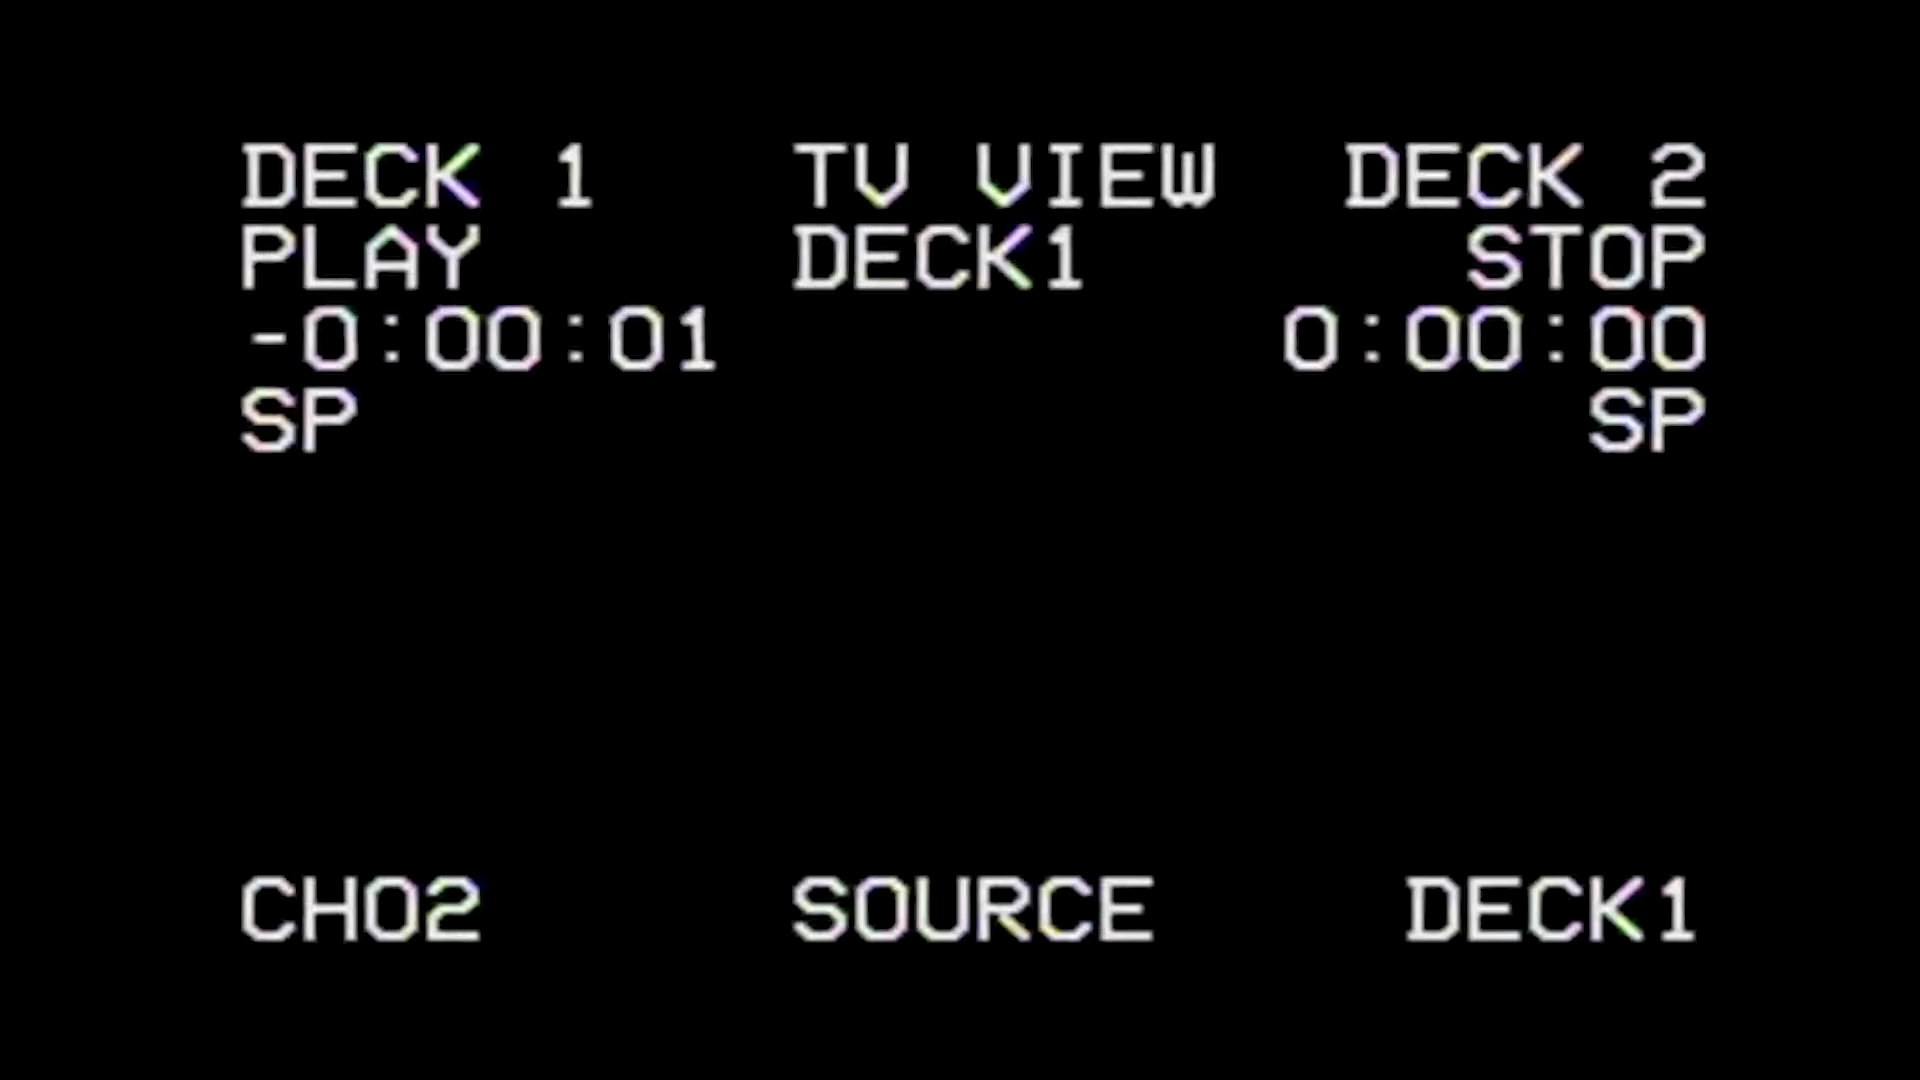 DECK 1 TV VIEW DECK 2
PLAY DECK1 STOP
-0:00:01 0:00:00
SP SP
CH02 SOURCE DECK1